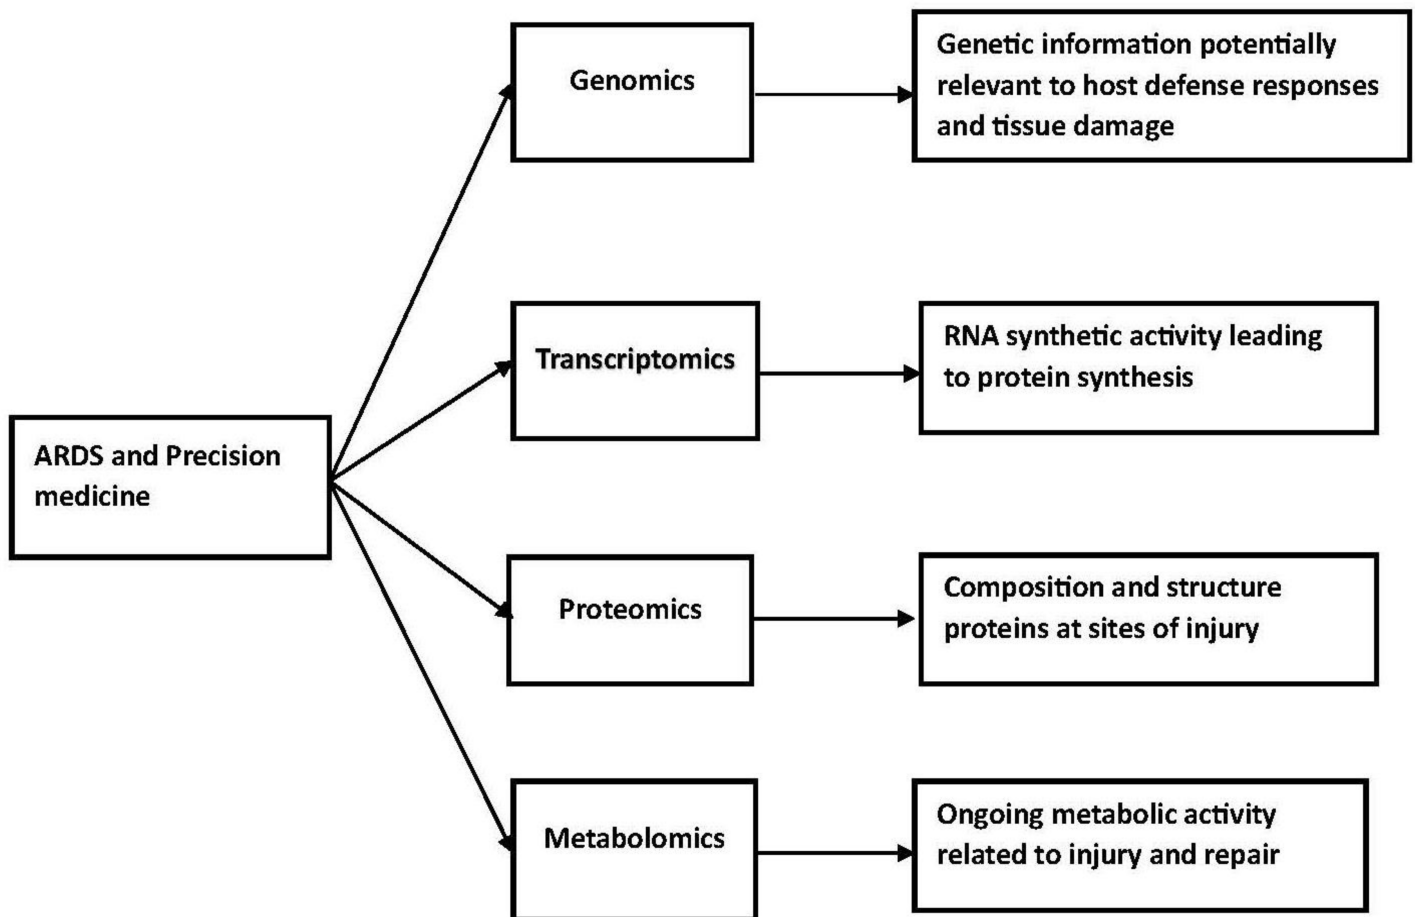 Genomics
Genetic information potentially
relevant to host defense responses
and tissue damage
Transcriptomics
RNA synthetic activity leading
to protein synthesis
ARDS and Precision
medicine
Proteomics
Composition and structure
proteins at sites of injury
Metabolomics
Ongoing metabolic activity
related to injury and repair